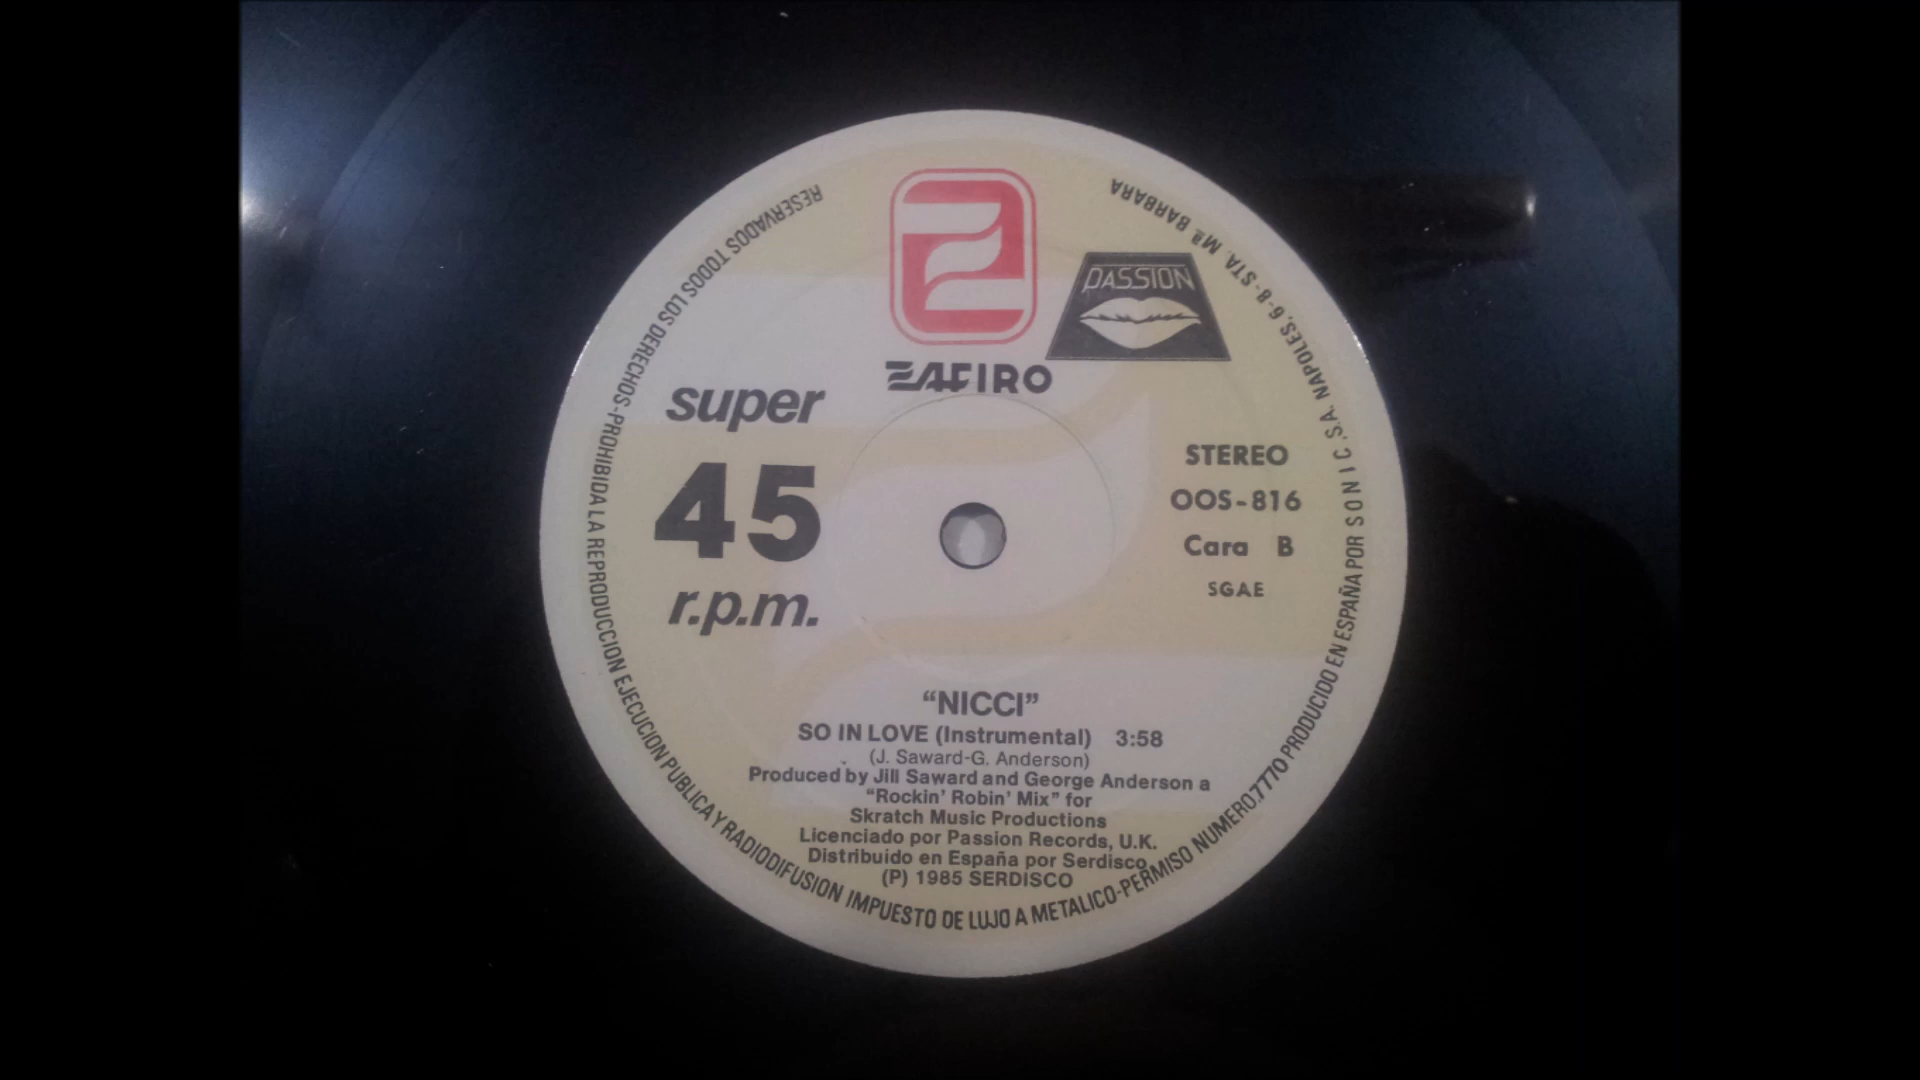 ZAFIRO
PASSION
super
45
r.p.m.
STEREO
OOS-816
Cara B
SGAE
“NICCI”
SO IN LOVE (Instrumental) 3:58
(J. Saward-G. Anderson)
Produced by Jill Saward and George Anderson a
“Rockin’ Robin’ Mix” for
Skratch Music Productions
Licenciado por Passion Records, U.K.
Distribuido en España por Serdisco
(P) 1985 SERDISCO
RESERVADOS TODOS LOS DERECHOS-PROHIBIDA LA REPRODUCCION EJECUCION PUBLICA Y RADIODIFUSION IMPUESTO DE LUJO A METALICO-PERMISO NUMERO,7770 PRODUCIDO EN ESPAÑA POR SONIC, S.A. NAPOLES, 6-8-STA. Mª BARBARA